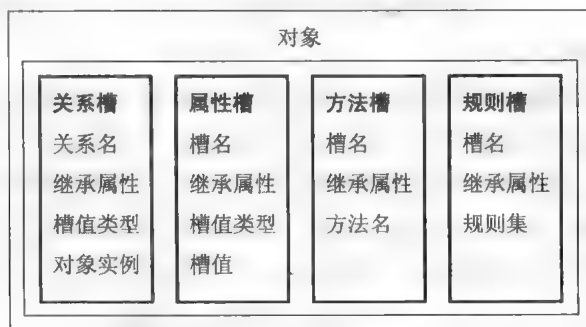 对象
关系槽
关系名
继承属性
槽值类型
对象实例
属性槽
槽名
继承属性
槽值类型
槽值
方法槽
槽名
继承属性
方法名
规则槽
槽名
继承属性
规则集